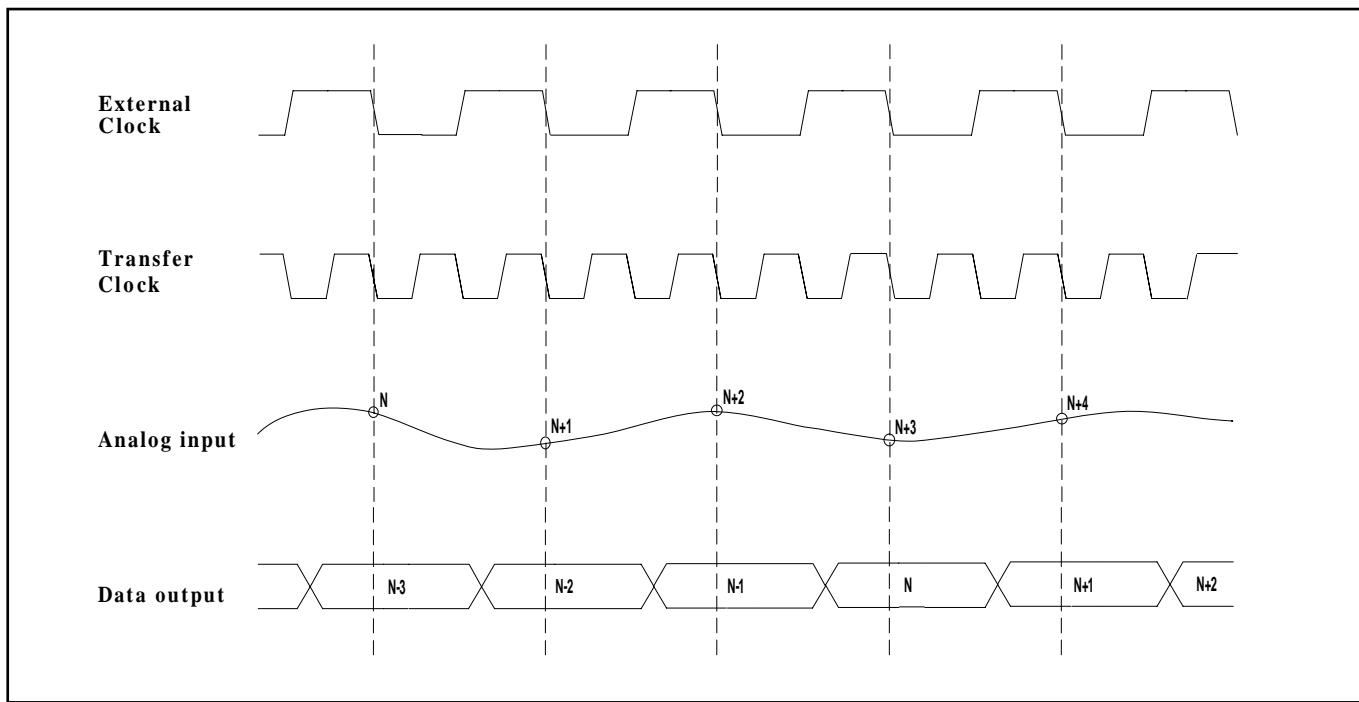 External
Clock
Transfer
Clock
Analog input
N
N+1
N+2
N+3
N+4
Data output
N-3
N-2
N-1
N
N+1
N+2